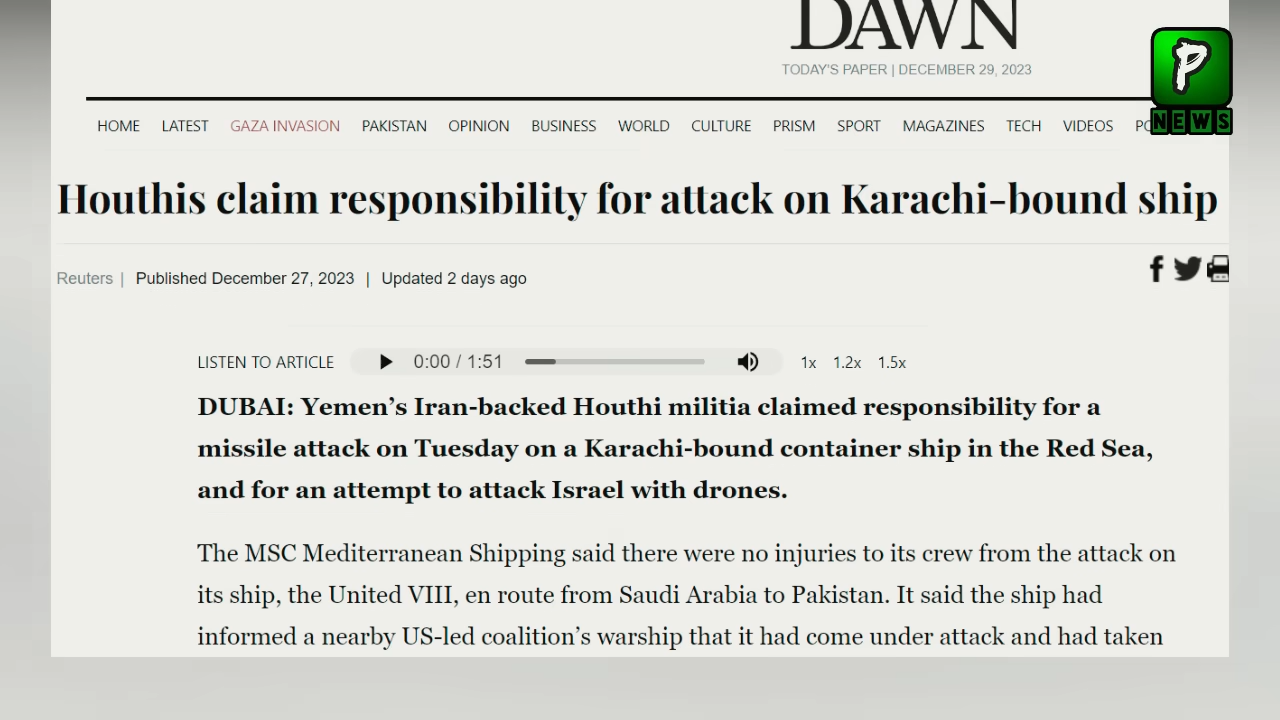 DAWN
TODAY'S PAPER | DECEMBER 29, 2023
P
NEWS
HOME LATEST GAZA INVASION PAKISTAN OPINION BUSINESS WORLD CULTURE PRISM SPORT MAGAZINES TECH VIDEOS
Houthis claim responsibility for attack on Karachi-bound ship
Reuters | Published December 27, 2023 | Updated 2 days ago
LISTEN TO ARTICLE 0:00 / 1:51 1x 1.2x 1.5x
DUBAI: Yemen’s Iran-backed Houthi militia claimed responsibility for a
missile attack on Tuesday on a Karachi-bound container ship in the Red Sea,
and for an attempt to attack Israel with drones.
The MSC Mediterranean Shipping said there were no injuries to its crew from the attack on
its ship, the United VIII, en route from Saudi Arabia to Pakistan. It said the ship had
informed a nearby US-led coalition’s warship that it had come under attack and had taken